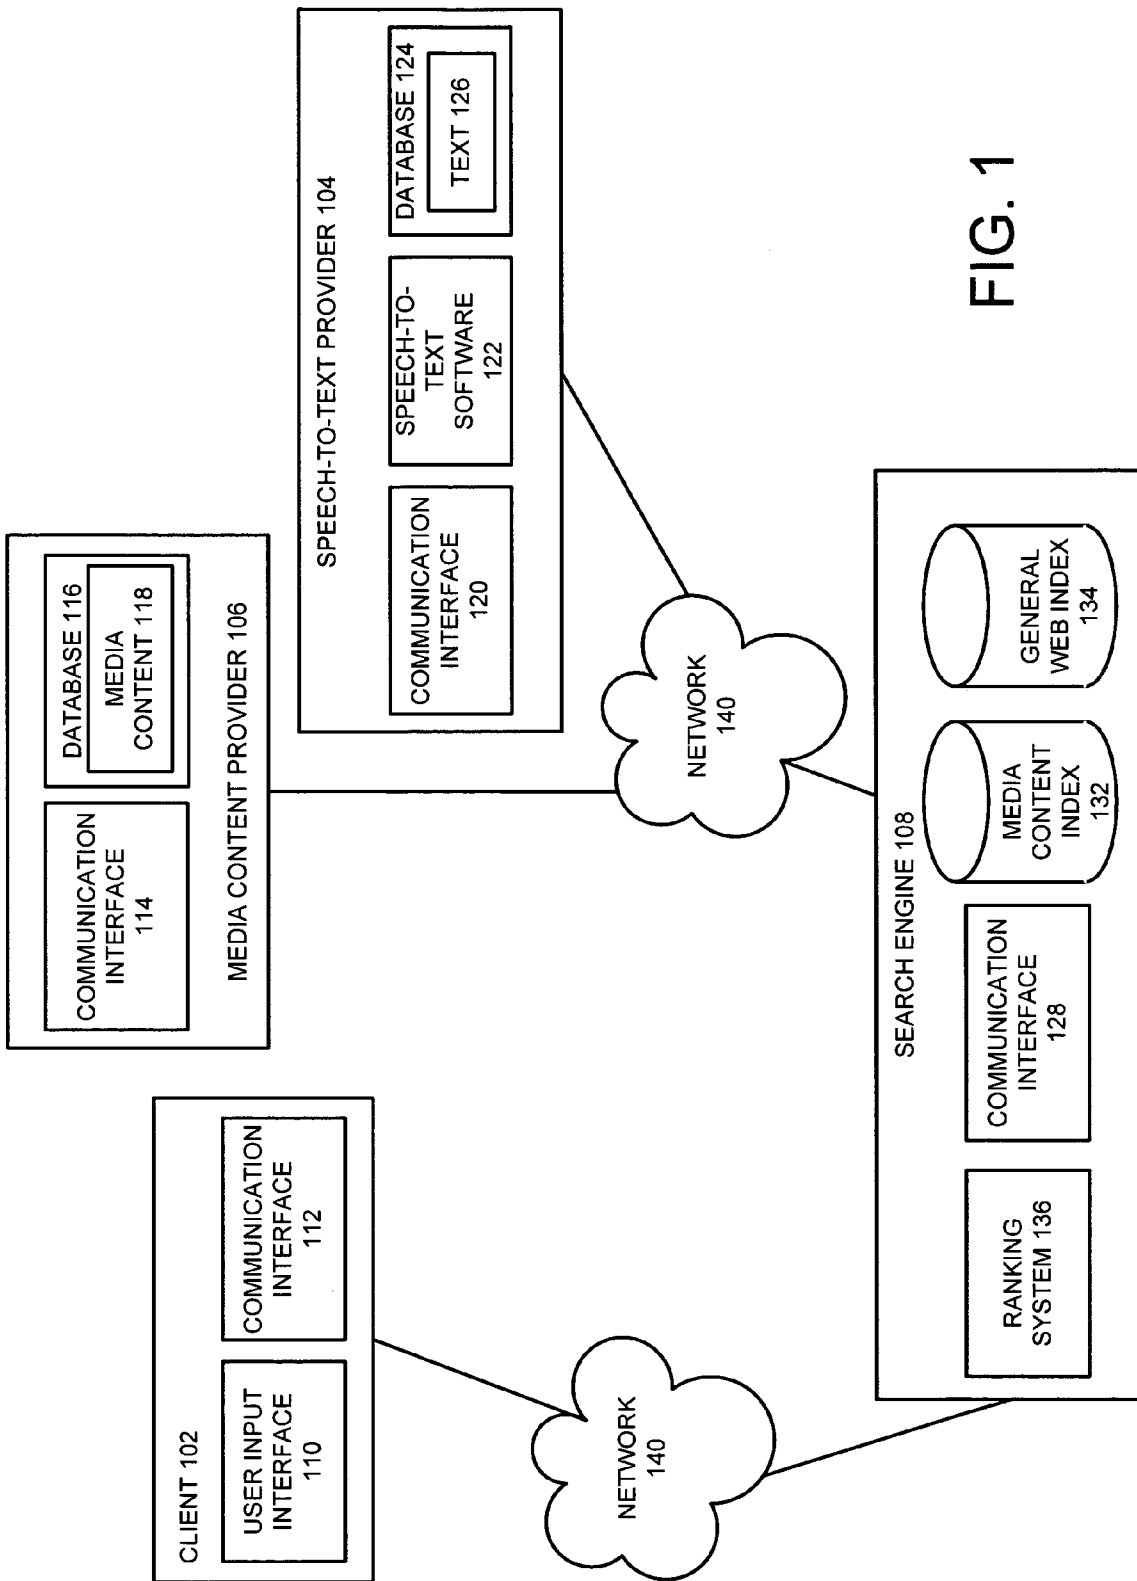 CLIENT 102
USER INPUT
INTERFACE
110
COMMUNICATION
INTERFACE
112
COMMUNICATION
INTERFACE
114
DATABASE 116
MEDIA
CONTENT 118
MEDIA CONTENT PROVIDER 106
SPEECH-TO-TEXT PROVIDER 104
COMMUNICATION
INTERFACE
120
SPEECH-TO-
TEXT
SOFTWARE
122
DATABASE 124
TEXT 126
NETWORK
140
NETWORK
140
SEARCH ENGINE 108
RANKING
SYSTEM 136
COMMUNICATION
INTERFACE
128
MEDIA
CONTENT
INDEX
132
GENERAL
WEB INDEX
134
FIG. 1